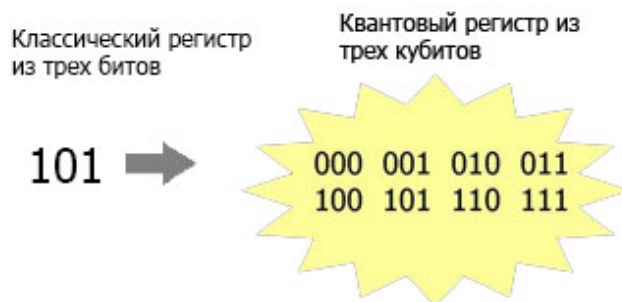 Классический регистр
из трех битов
Квантовый регистр из
трех кубитов
101
000 001 010 011
100 101 110 111